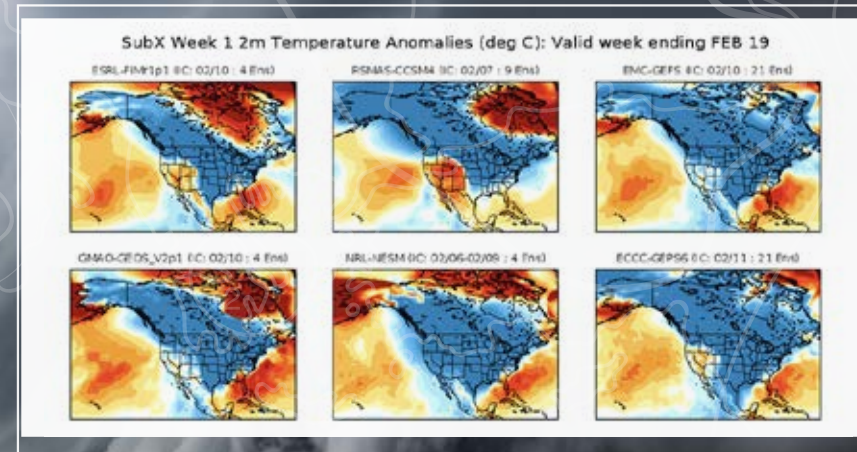 SubX Week 1 2m Temperature Anomalies (deg C): Valid week ending FEB 19
ESRL-FIMr1p1 (IC: 02/10 : 4 Ens)
RSMAS-CCSM4 (IC: 02/07 : 9 Ens)
EMC-GEFS (IC: 02/10 : 21 Ens)
GMAO-GEOS_V2p1 (IC: 02/10 : 4 Ens)
NRL-NESM (IC: 02/06-02/09 : 4 Ens)
ECCC-GEPS6 (IC: 02/11 : 21 Ens)